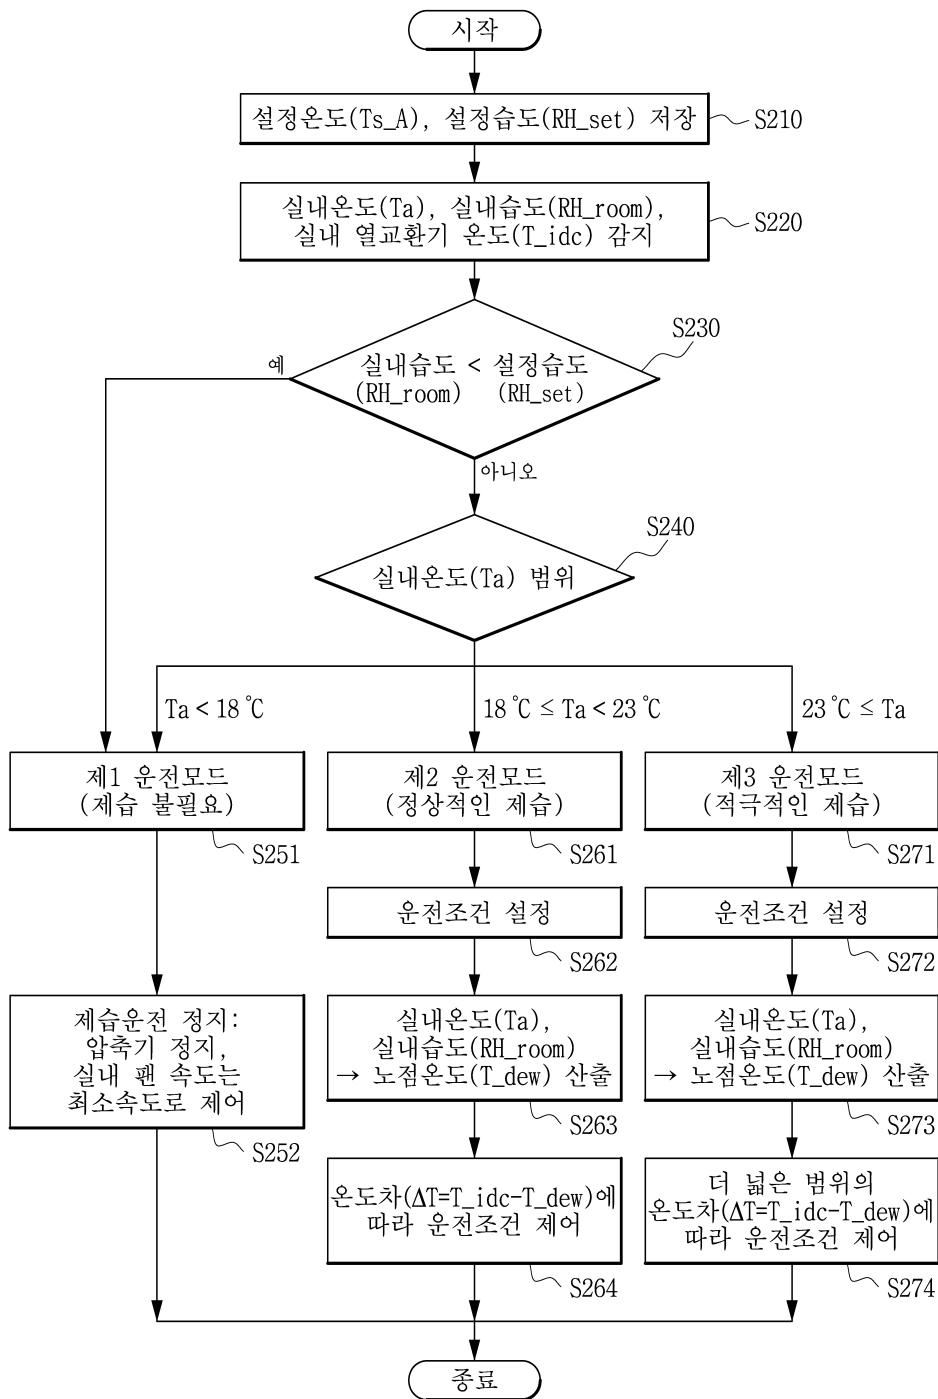 시작
설정온도(Ts_A), 설정습도(RH_set) 저장
S210
실내온도(Ta), 실내습도(RH_room),
실내 열교환기 온도(T_idc) 감지
S220
S230
예
실내습도 < 설정습도
(RH_room) (RH_set)
아니오
S240
실내온도(Ta) 범위
Ta < 18℃
18℃ ≤ Ta < 23℃
23℃ ≤ Ta
제1 운전모드
(제습 불필요)
S251
제2 운전모드
(정상적인 제습)
S261
제3 운전모드
(적극적인 제습)
S271
운전조건 설정
S262
운전조건 설정
S272
제습운전 정지:
압축기 정지,
실내 팬 속도는
최소속도로 제어
S252
실내온도(Ta),
실내습도(RH_room)
→ 노점온도(T_dew) 산출
S263
실내온도(Ta),
실내습도(RH_room)
→ 노점온도(T_dew) 산출
S273
온도차(ΔT=T_idc-T_dew)에
따라 운전조건 제어
S264
더 넓은 범위의
온도차(ΔT=T_idc-T_dew)에
따라 운전조건 제어
S274
종료